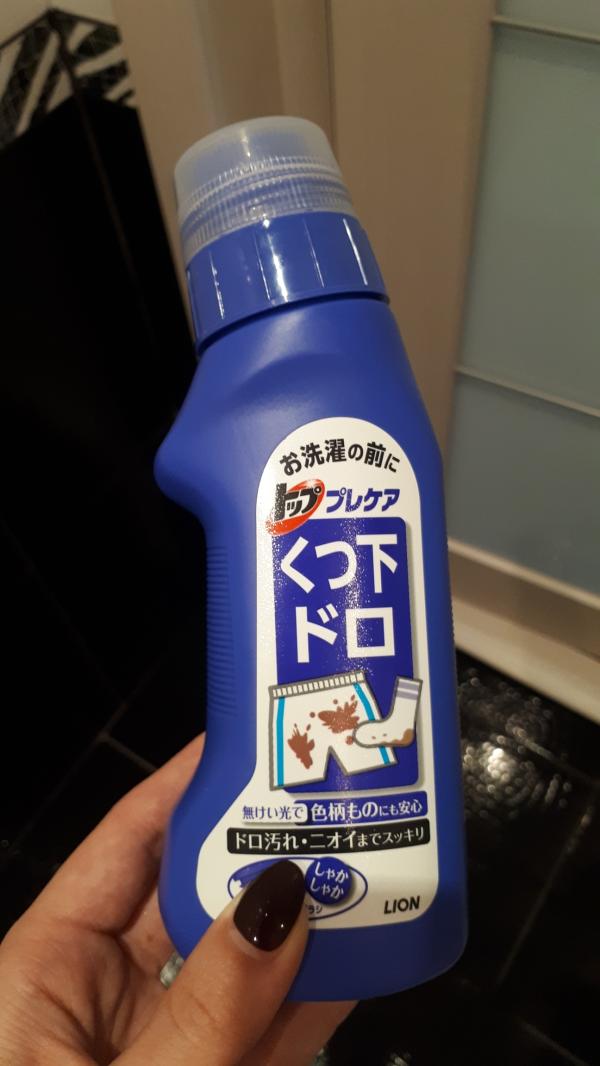 お洗濯の前に
トップ プレケア
くつ下
ドロ
無けい光で色柄ものにも安心
ドロ汚れ・ニオイまでスッキリ
しゃか
しゃか
ラシ
LION